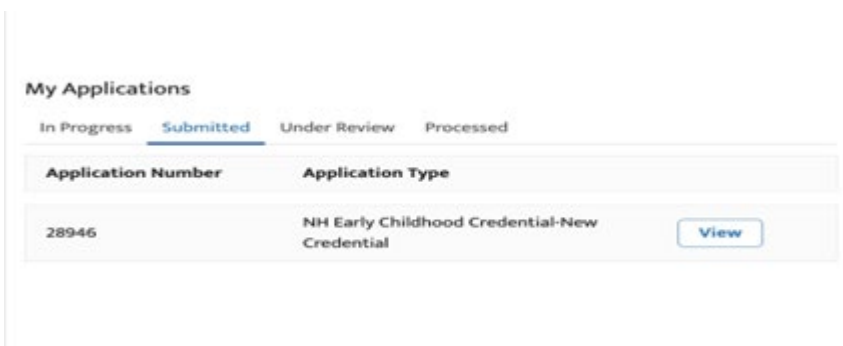 My Applications
In Progress Submitted Under Review Processed
Application Number Application Type
28946 NH Early Childhood Credential-New Credential View